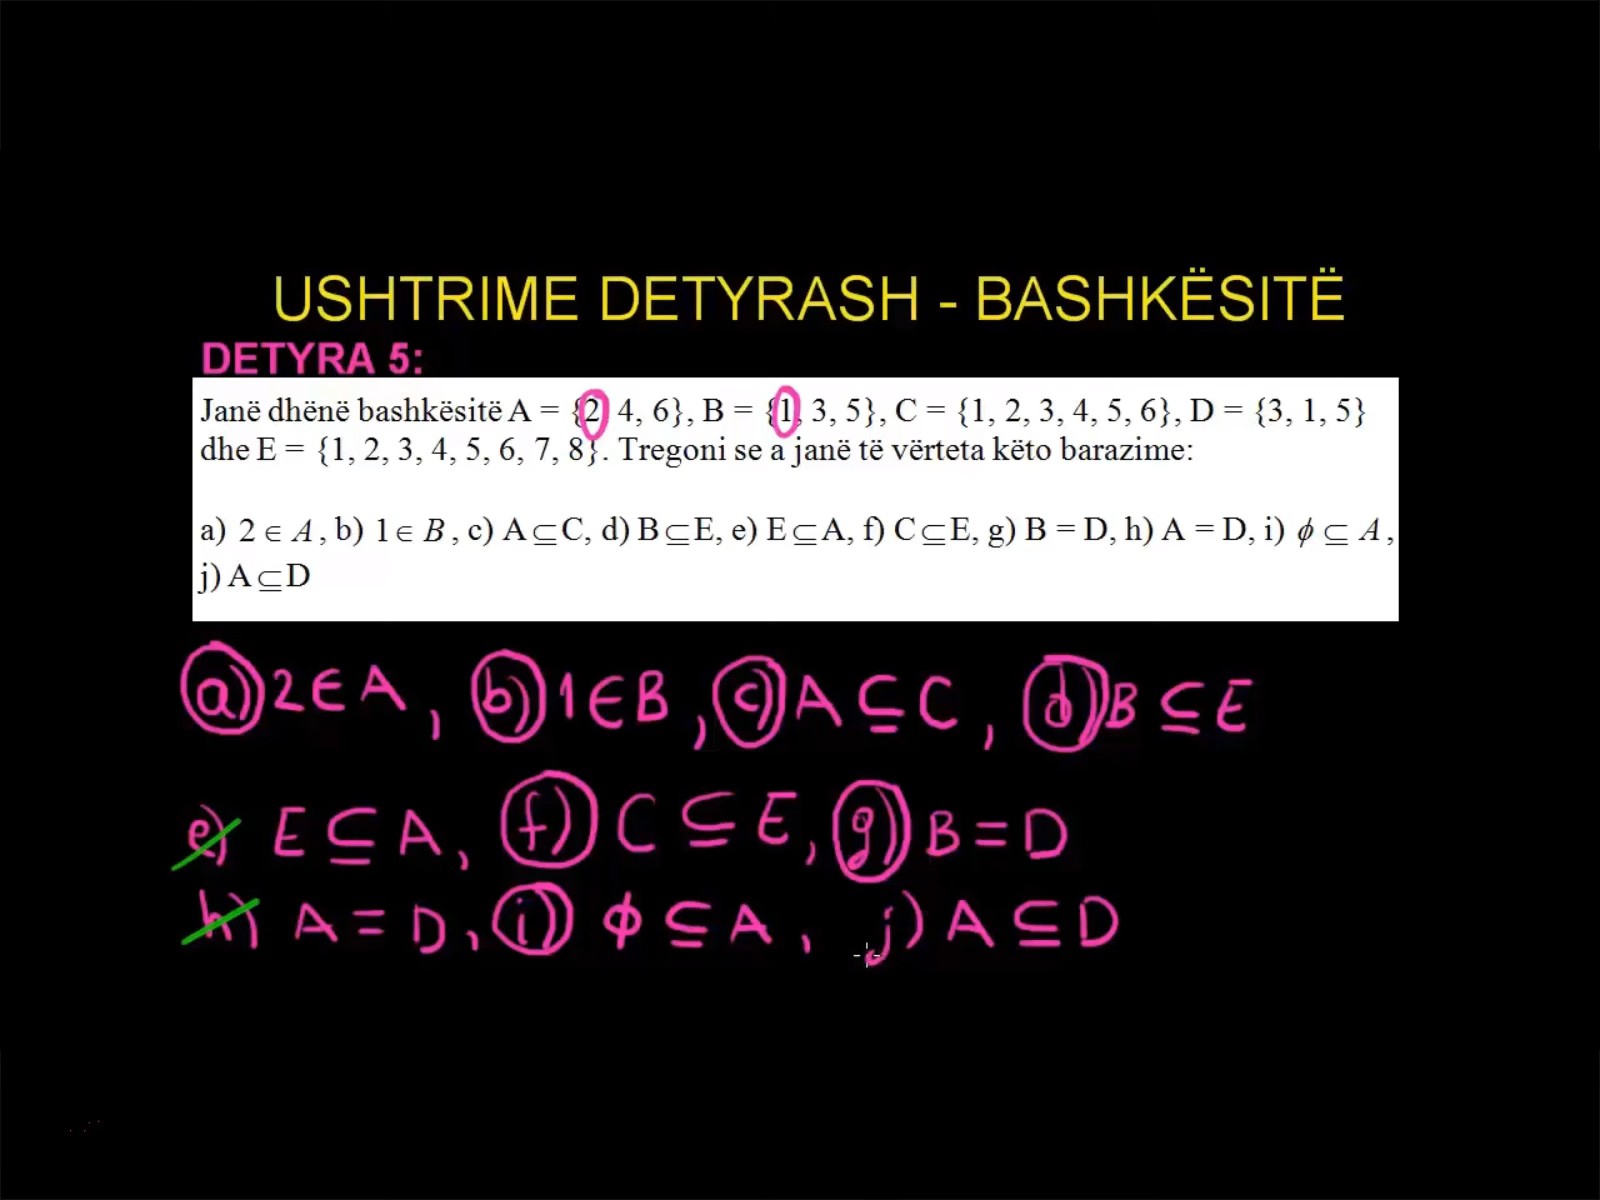 USHTRIME DETYRASH - BASHKËSITË
DETYRA 5:
Janë dhënë bashkësitë A = {2, 4, 6}, B = {1, 3, 5}, C = {1, 2, 3, 4, 5, 6}, D = {3, 1, 5}
dhe E = {1, 2, 3, 4, 5, 6, 7, 8}. Tregoni se a janë të vërteta këto barazime:
a) 2 ∈ A, b) 1 ∈ B, c) A ⊆ C, d) B ⊆ E, e) E ⊆ A, f) C ⊆ E, g) B = D, h) A = D, i) ϕ ⊆ A,
j) A ⊆ D
a) 2 ∈ A, b) 1 ∈ B, c) A ⊆ C, d) B ⊆ E
e) E ⊆ A, f) C ⊆ E, g) B = D
h) A = D, i) ϕ ⊆ A, j) A ⊆ D